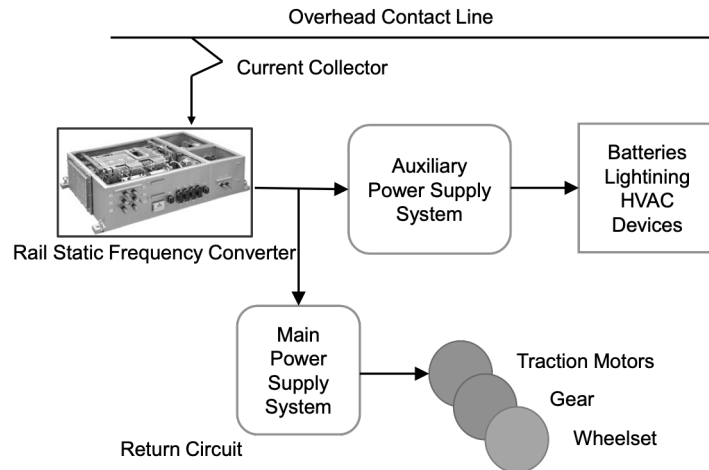 Overhead Contact Line
Current Collector
Auxiliary
Power Supply
System
Batteries
Lightining
HVAC
Devices
Rail Static Frequency Converter
Main
Power
Supply
System
Traction Motors
Gear
Wheelset
Return Circuit